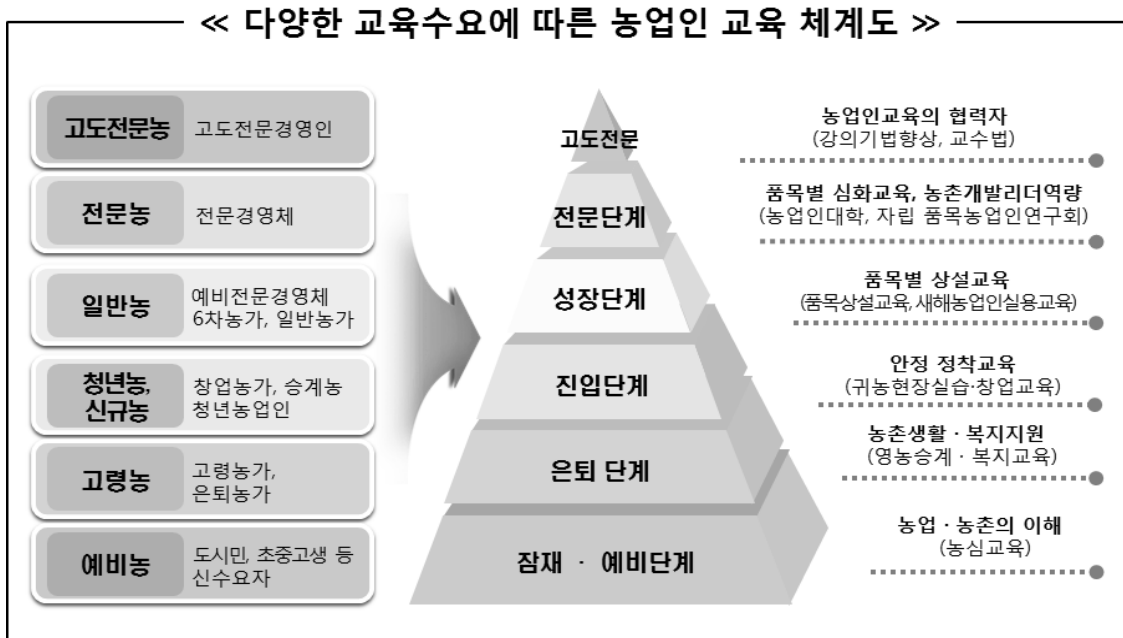 ≪ 다양한 교육수요에 따른 농업인 교육 체계도 ≫
고도전문농
고도전문경영인
고도전문
농업인교육의 협력자
(강의기법향상, 교수법)
전문농
전문경영체
전문단계
품목별 심화교육, 농촌개발리더역량
(농업인대학, 자립 품목농업인연구회)
일반농
예비전문경영체
6차농가, 일반농가
성장단계
품목별 상설교육
(품목상설교육, 새해농업인실용교육)
청년농,
신규농
창업농가, 승계농
청년농업인
진입단계
안정 정착교육
(귀농현장실습·창업교육)
고령농
고령농가,
은퇴농가
은퇴 단계
농촌생활 · 복지지원
(영농승계 · 복지교육)
예비농
도시민, 초중고생 등
신수요자
잠재 · 예비단계
농업 · 농촌의 이해
(농심교육)